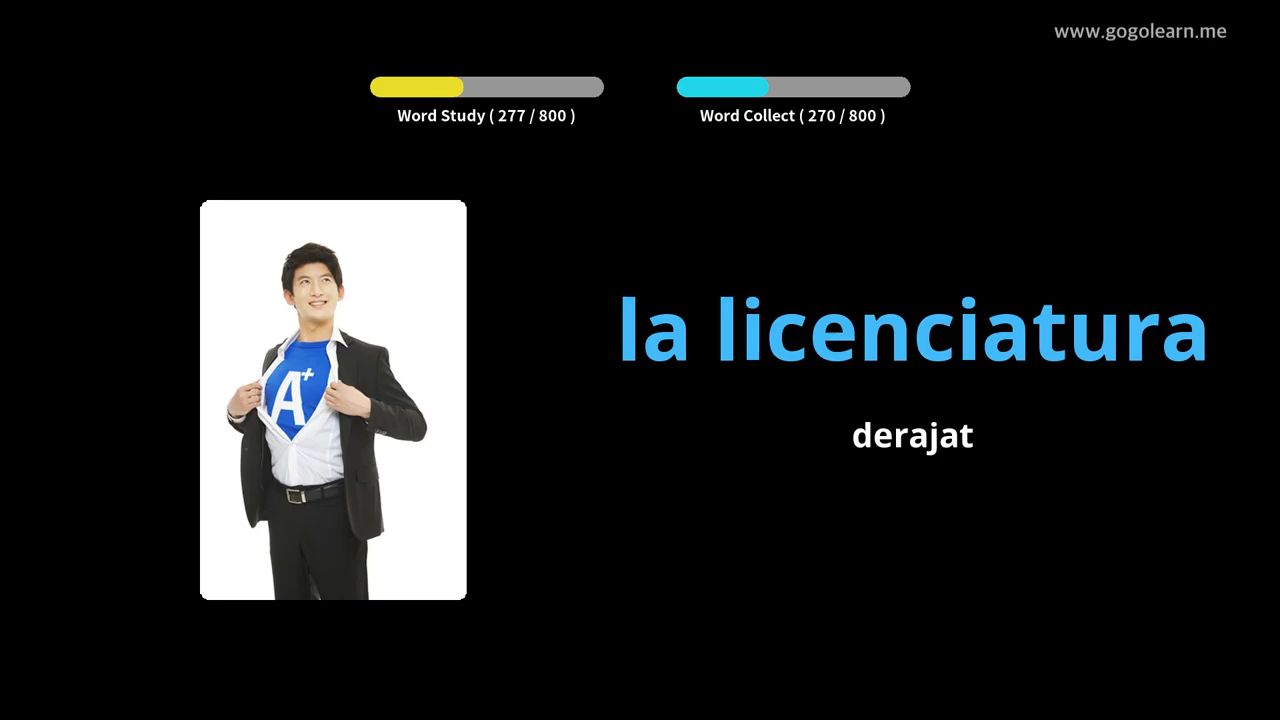 www.gogolearn.me
Word Study ( 277 / 800 )
Word Collect ( 270 / 800 )
A+
la licenciatura
derajat